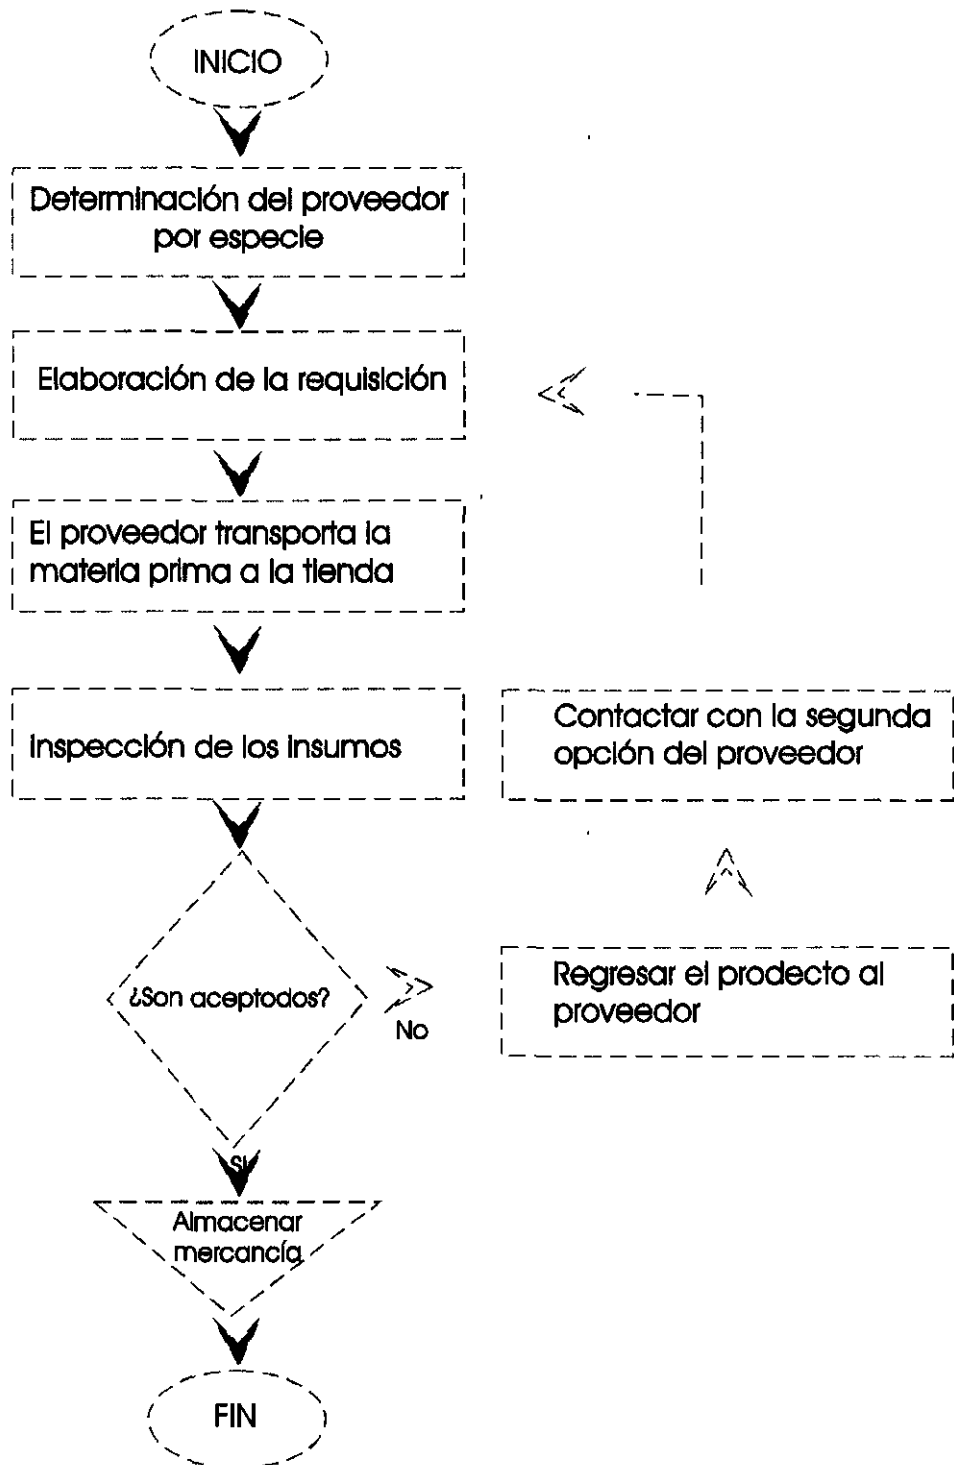 INICIO
Determinación del proveedor
por especie
Elaboración de la requisición
El proveedor transporta la
materia prima a la tienda
Inspección de los Insumos
Contactar con la segunda
opción del proveedor
¿Son aceptodos?
No
Regresar el prodecto al
proveedor
SI
Almacenar
mercancía
FIN